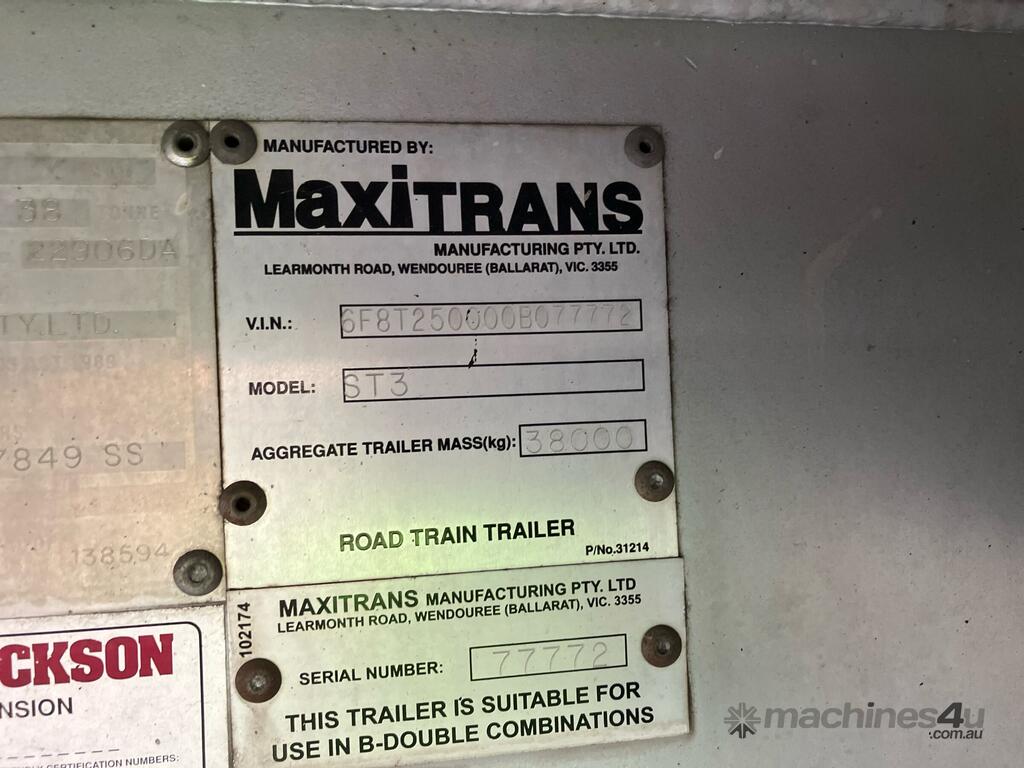 38 TONNE
22906DA
TY. LTD
1989
7849 SS
138594
CKSON
NSION
CERTIFICATION NUMBERS:
MANUFACTURED BY:
MaxiTRANS
MANUFACTURING PTY. LTD.
LEARMONTH ROAD, WENDOUREE (BALLARAT), VIC. 3355
V.I.N.: 6F8T250000B077772
MODEL: ST3
AGGREGATE TRAILER MASS(kg): 38000
ROAD TRAIN TRAILER
P/No.31214
102174
MAXITRANS MANUFACTURING PTY. LTD
LEARMONTH ROAD, WENDOUREE (BALLARAT), VIC. 3355
SERIAL NUMBER: 77772
THIS TRAILER IS SUITABLE FOR
USE IN B-DOUBLE COMBINATIONS
machines4u
.com.au